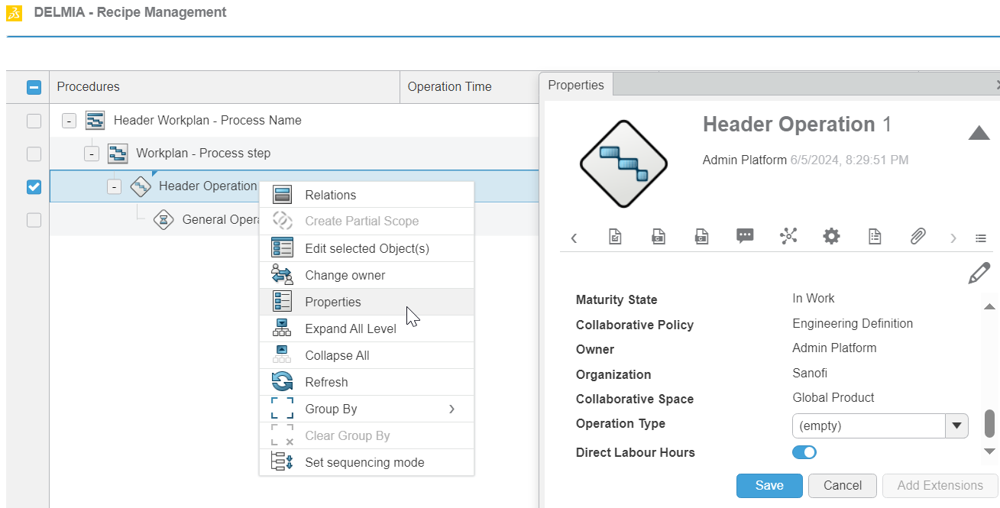 DELMIA - Recipe Management
Procedures
Operation Time
Header Workplan - Process Name
Workplan - Process step
Header Operation
General Opera
Relations
Create Partial Scope
Edit selected Object(s)
Change owner
Properties
Expand All Level
Collapse All
Refresh
Group By
Clear Group By
Set sequencing mode
Properties
Header Operation 1
Admin Platform 6/5/2024, 8:29:51 PM
Maturity State In Work
Collaborative Policy Engineering Definition
Owner Admin Platform
Organization Sanofi
Collaborative Space Global Product
Operation Type (empty)
Direct Labour Hours
Save Cancel Add Extensions